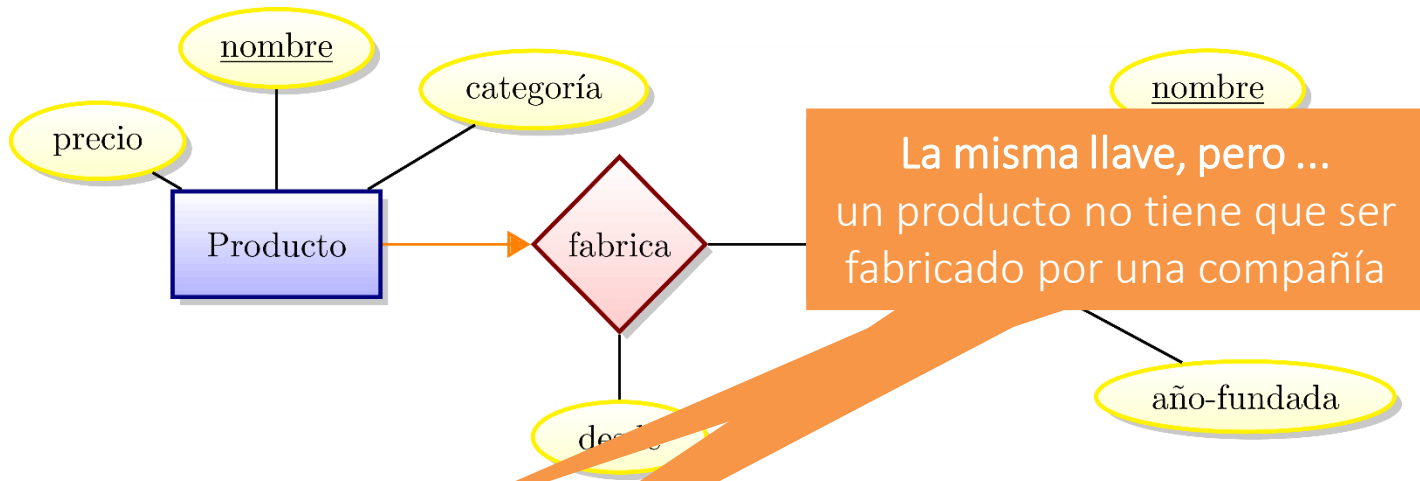 nombre
categoría
precio
nombre
La misma llave, pero ...
un producto no tiene que ser
fabricado por una compañía
Producto
fabrica
año-fundada